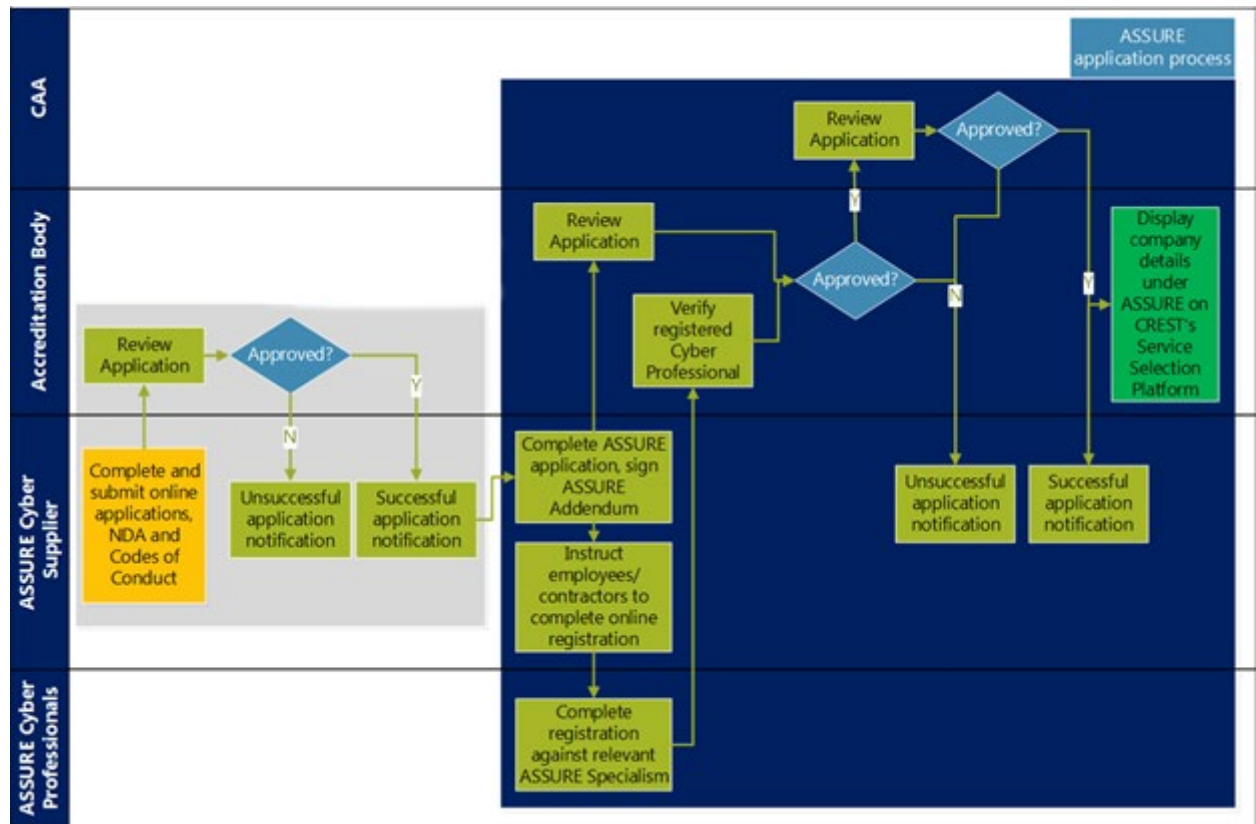 ASSURE
application process
CAA
Review
Application
Approved?
Y
Accreditation Body
Review
Application
Approved?
N
Y
Review
Application
Verify
registered
Cyber
Professional
Approved?
N
Y
Display
company
details
under
ASSURE on
CREST's
Service
Selection
Platform
ASSURE Cyber
Supplier
Complete and
submit online
applications,
NDA and
Codes of
Conduct
Unsuccessful
application
notification
Successful
application
notification
Complete ASSURE
application, sign
ASSURE
Addendum
Instruct
employees/
contractors to
complete online
registration
Unsuccessful
application
notification
Successful
application
notification
ASSURE Cyber
Professionals
Complete
registration
against relevant
ASSURE Specialism